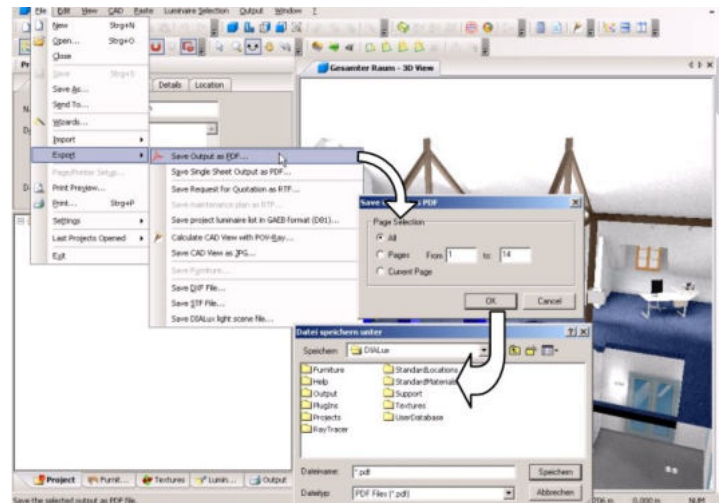 File Edit View CAD Paste Luminaire Selection Output Window ?
New Strg+N
Open... Strg+O
Close
Save Strg+S
Save As...
Send To...
Wizards...
Import
Export
Page/Printer Setup...
Print Preview...
Print... Strg+P
Settings
Last Projects Opened
Exit
Details Location
Gesamter Raum - 3D View
Save Output as PDF...
Save Single Sheet Output as PDF...
Save Request for Quotation as RTF...
Save maintenance plan as RTF...
Save project luminaire list in GAEB format (D81)...
Calculate CAD View with POV-Ray...
Save CAD View as JPG...
Save Furniture...
Save DXF File...
Save STF File...
Save DIALux light scene file...
as PDF
Page Selection
All
Pages From 1 to 14
Current Page
OK Cancel
Datei speichern unter
Speichern DIALux
Furniture
Help
Output
PlugIns
Projects
RayTracer
StandardLocations
StandardMaterials
Support
Textures
UserDatabase
Dateiname: *.pdf Speichern
Dateityp: PDF Files (*.pdf) Abbrechen
Project Furnit... Textures Lumin... Output
Save the selected output as PDF file. 0.000 m NUM